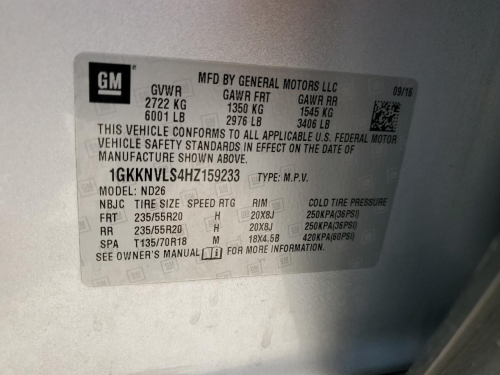 GM
MFD BY GENERAL MOTORS LLC
09/16
GVWR GAWR FRT GAWR RR
2722 KG 1350 KG 1545 KG
6001 LB 2976 LB 3406 LB
THIS VEHICLE CONFORMS TO ALL APPLICABLE U.S. FEDERAL MOTOR
VEHICLE SAFETY STANDARDS IN EFFECT ON THE DATE OF
MANUFACTURE SHOWN ABOVE.
1GKKNVLS4HZ159233 TYPE: M.P.V.
MODEL: ND26
NBJC TIRE SIZE SPEED RTG RIM COLD TIRE PRESSURE
FRT 235/55R20 H 20X8J 250KPA(36PSI)
RR 235/55R20 H 20X8J 250KPA(36PSI)
SPA T135/70R18 M 18X4.5B 420KPA(60PSI)
SEE OWNER'S MANUAL FOR MORE INFORMATION.